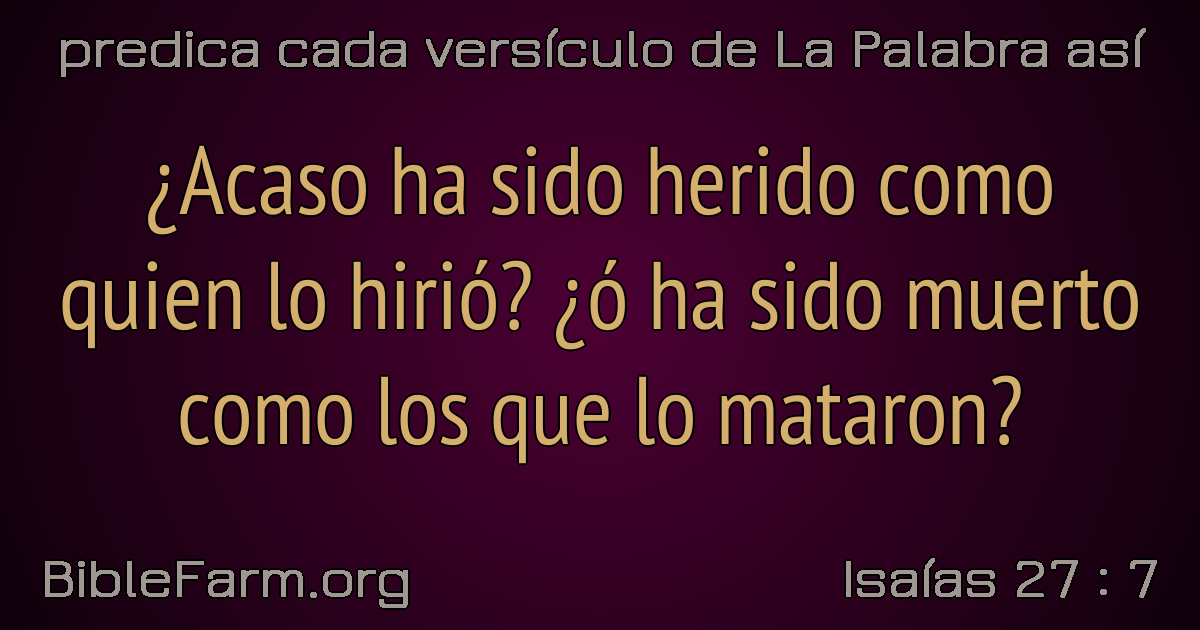 predica cada versículo de La Palabra así
¿Acaso ha sido herido como
quien lo hirió? ¿ó ha sido muerto
como los que lo mataron?
BibleFarm.org
Isaías 27 : 7